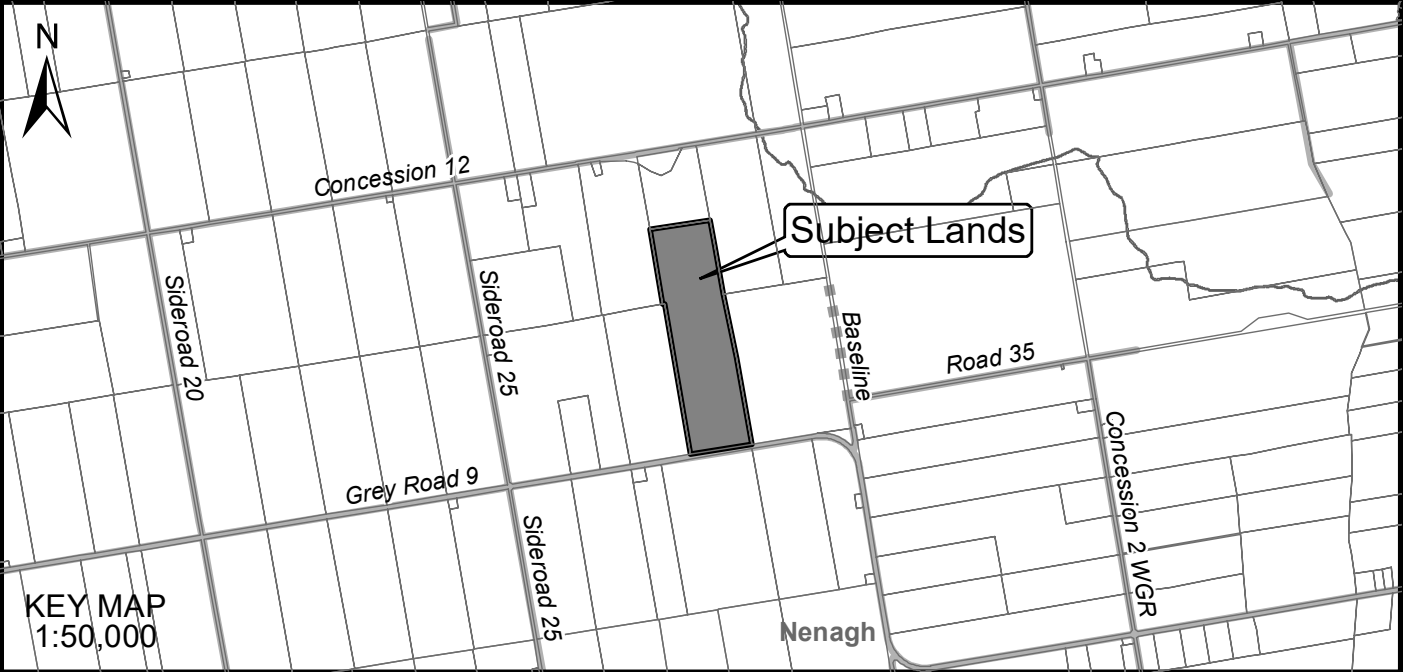 N
Concession 12
Subject Lands
Sideroad 20
Sideroad 25
Baseline
Road 35
Concession 2 WGR
Grey Road 9
Sideroad 25
KEY MAP
1:50,000
Nenagh